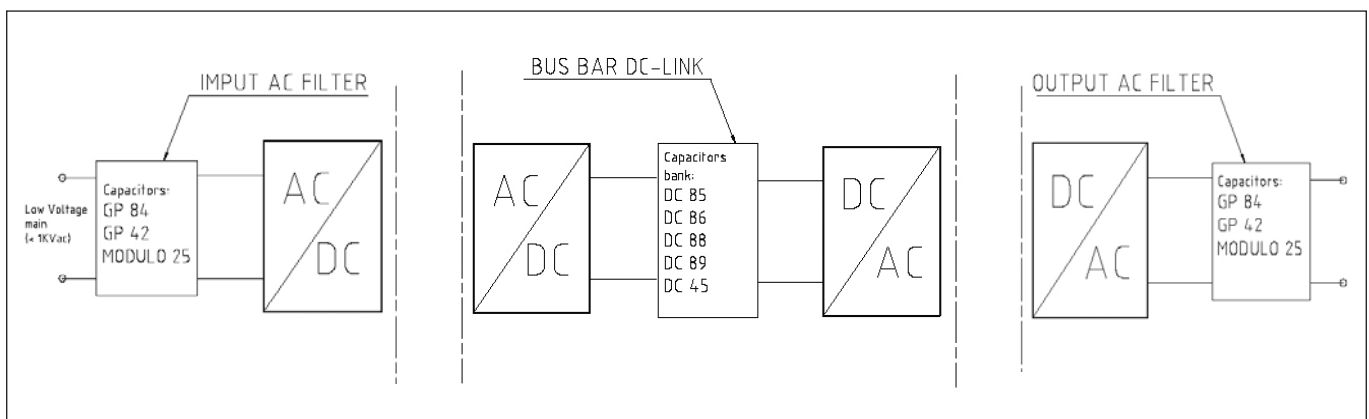 IMPUT AC FILTER
Low Voltage
main
(< 1KVac)
Capacitors:
GP 84
GP 42
MODULO 25
AC
DC
BUS BAR DC-LINK
AC
DC
Capacitors
bank:
DC 85
DC 86
DC 88
DC 89
DC 45
DC
AC
OUTPUT AC FILTER
DC
AC
Capacitors:
GP 84
GP 42
MODULO 25